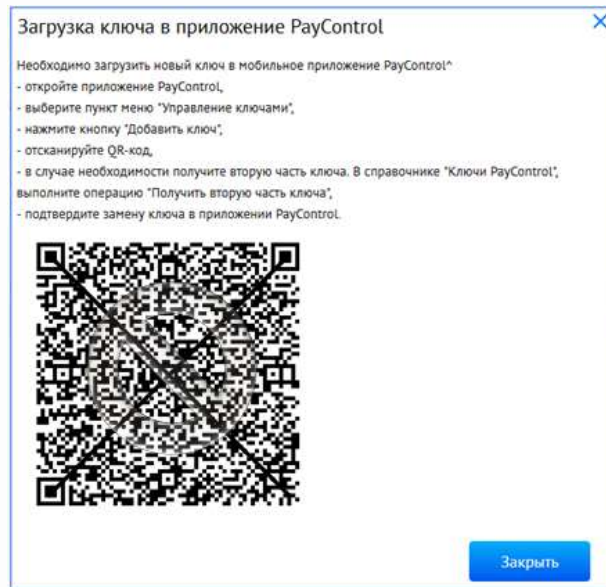 Загрузка ключа в приложение PayControl
Необходимо загрузить новый ключ в мобильное приложение PayControl^
- откройте приложение PayControl,
- выберите пункт меню "Управление ключами",
- нажмите кнопку "Добавить ключ",
- отсканируйте QR-код,
- в случае необходимости получите вторую часть ключа. В справочнике "Ключи PayControl",
выполните операцию "Получить вторую часть ключа",
- подтвердите замену ключа в приложении PayControl.
Закрыть